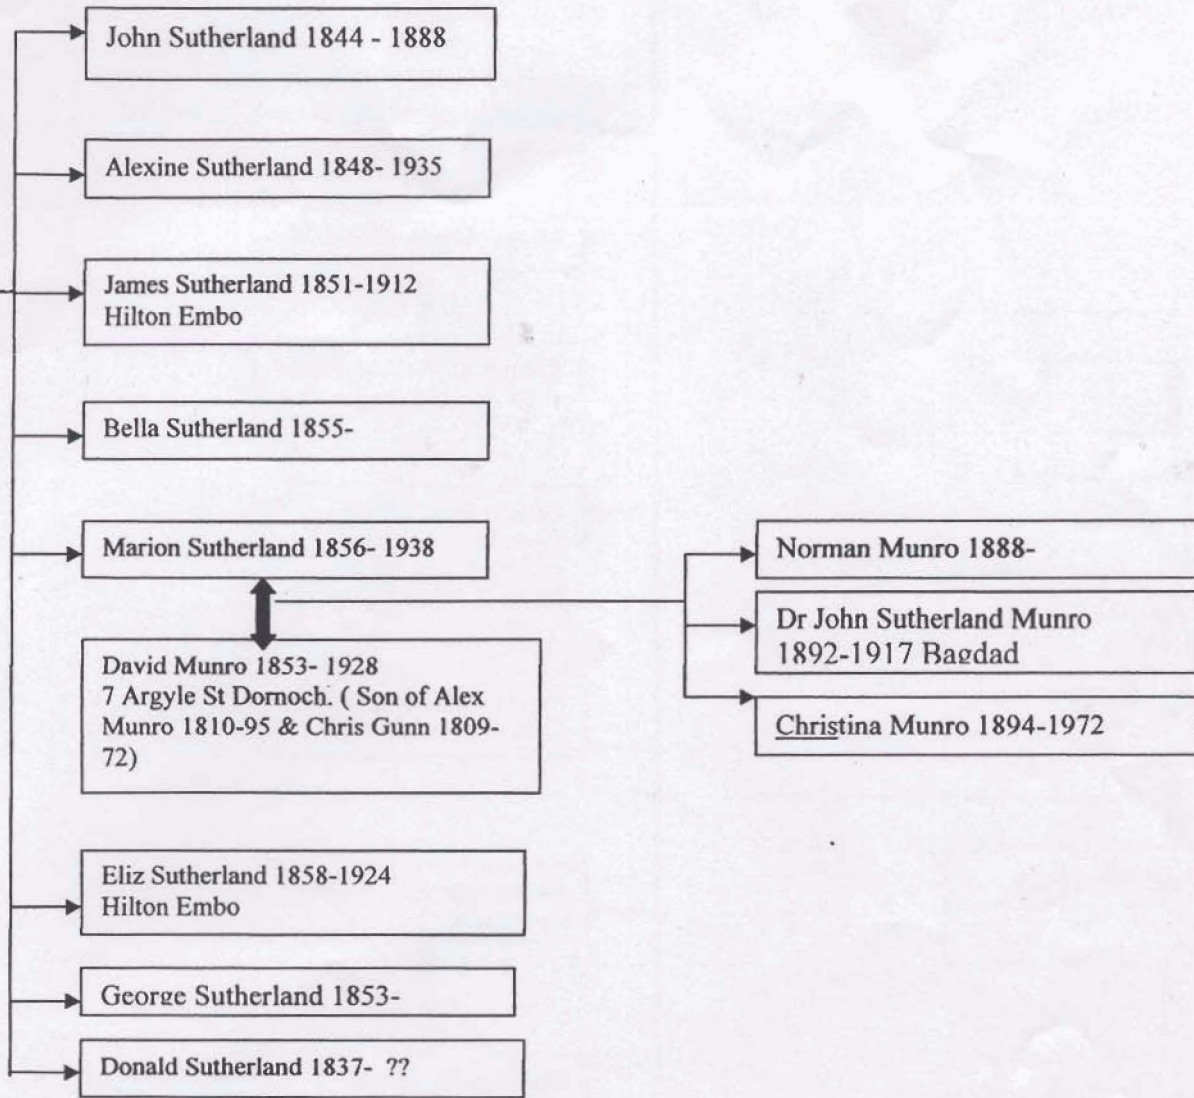 John Sutherland 1844 - 1888
Alexine Sutherland 1848- 1935
James Sutherland 1851-1912
Hilton Embo
Bella Sutherland 1855-
Marion Sutherland 1856- 1938
David Munro 1853- 1928
7 Argyle St Dornoch. ( Son of Alex
Munro 1810-95 & Chris Gunn 1809-
72)
Norman Munro 1888-
Dr John Sutherland Munro
1892-1917 Bagdad
Christina Munro 1894-1972
Eliz Sutherland 1858-1924
Hilton Embo
George Sutherland 1853-
Donald Sutherland 1837- ??